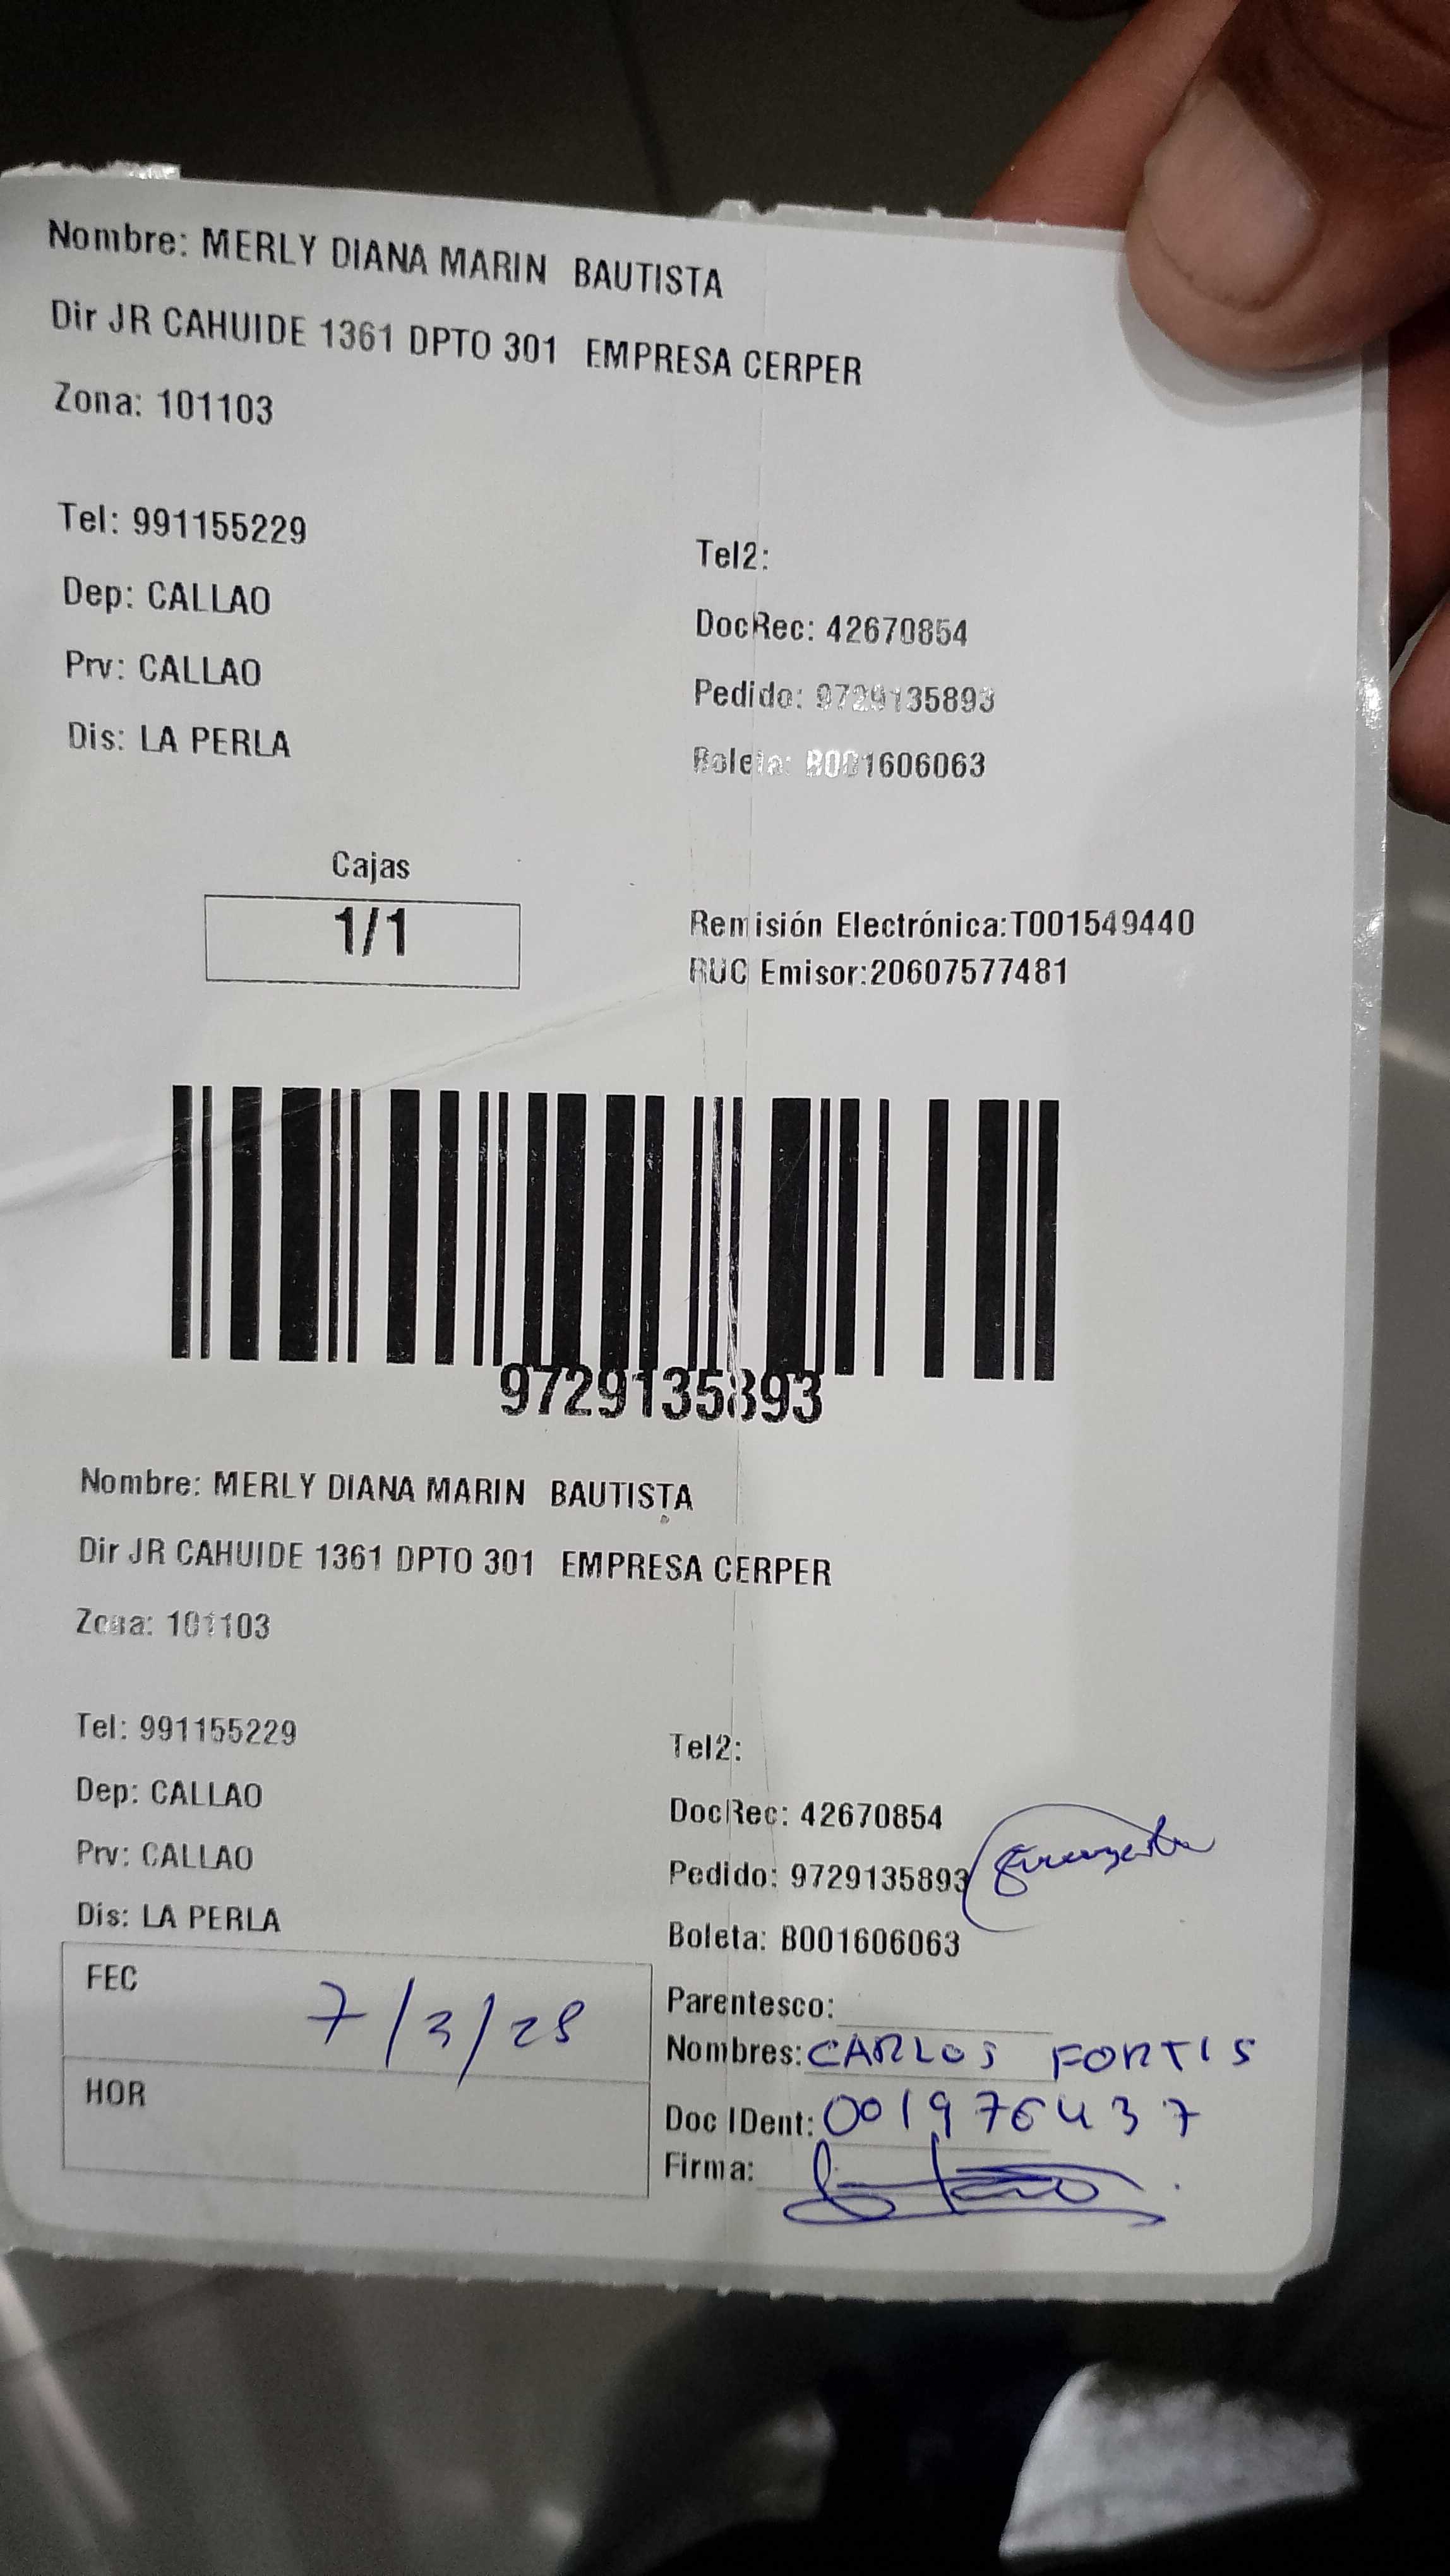 Nombre: MERLY DIANA MARIN BAUTISTA
Dir JR CAHUIDE 1361 DPTO 301 EMPRESA CERPER
Zona: 101103
Tel: 991155229
Tel2:
Dep: CALLAO
DocRec: 42670854
Prv: CALLAO
Pedido: 9729135893
Dis: LA PERLA
Boleta: B001606063
Cajas
1/1
Remisión Electrónica:T001549440
RUC Emisor:20607577481
9729135893
Nombre: MERLY DIANA MARIN BAUTISTA
Dir JR CAHUIDE 1361 DPTO 301 EMPRESA CERPER
Zona: 101103
Tel: 991155229
Tel2:
Dep: CALLAO
DocRec: 42670854
Prv: CALLAO
Pedido: 9729135893
Dis: LA PERLA
Boleta: B001606063
FEC 7/3/25
Parentesco:
Nombres: CARLOS FORTIS
HOR
Doc IDent: 001976437
Firma: